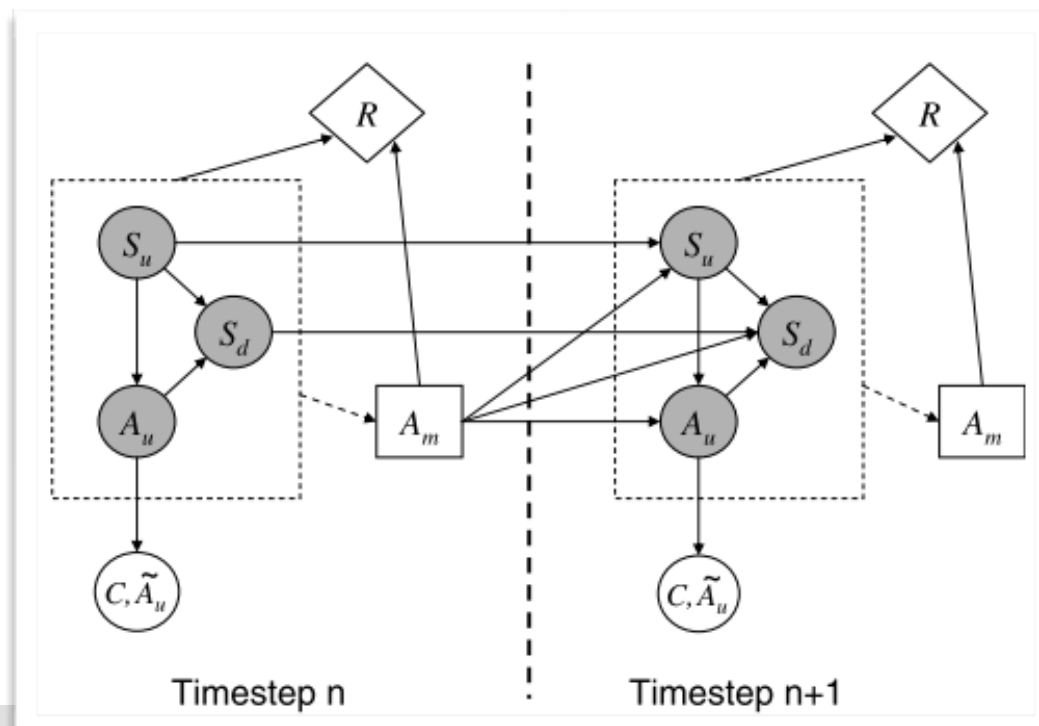 R
R
S_u
S_u
S_d
S_d
A_u
A_m
A_u
A_m
C, Ã_u
C, Ã_u
Timestep n
Timestep n+1